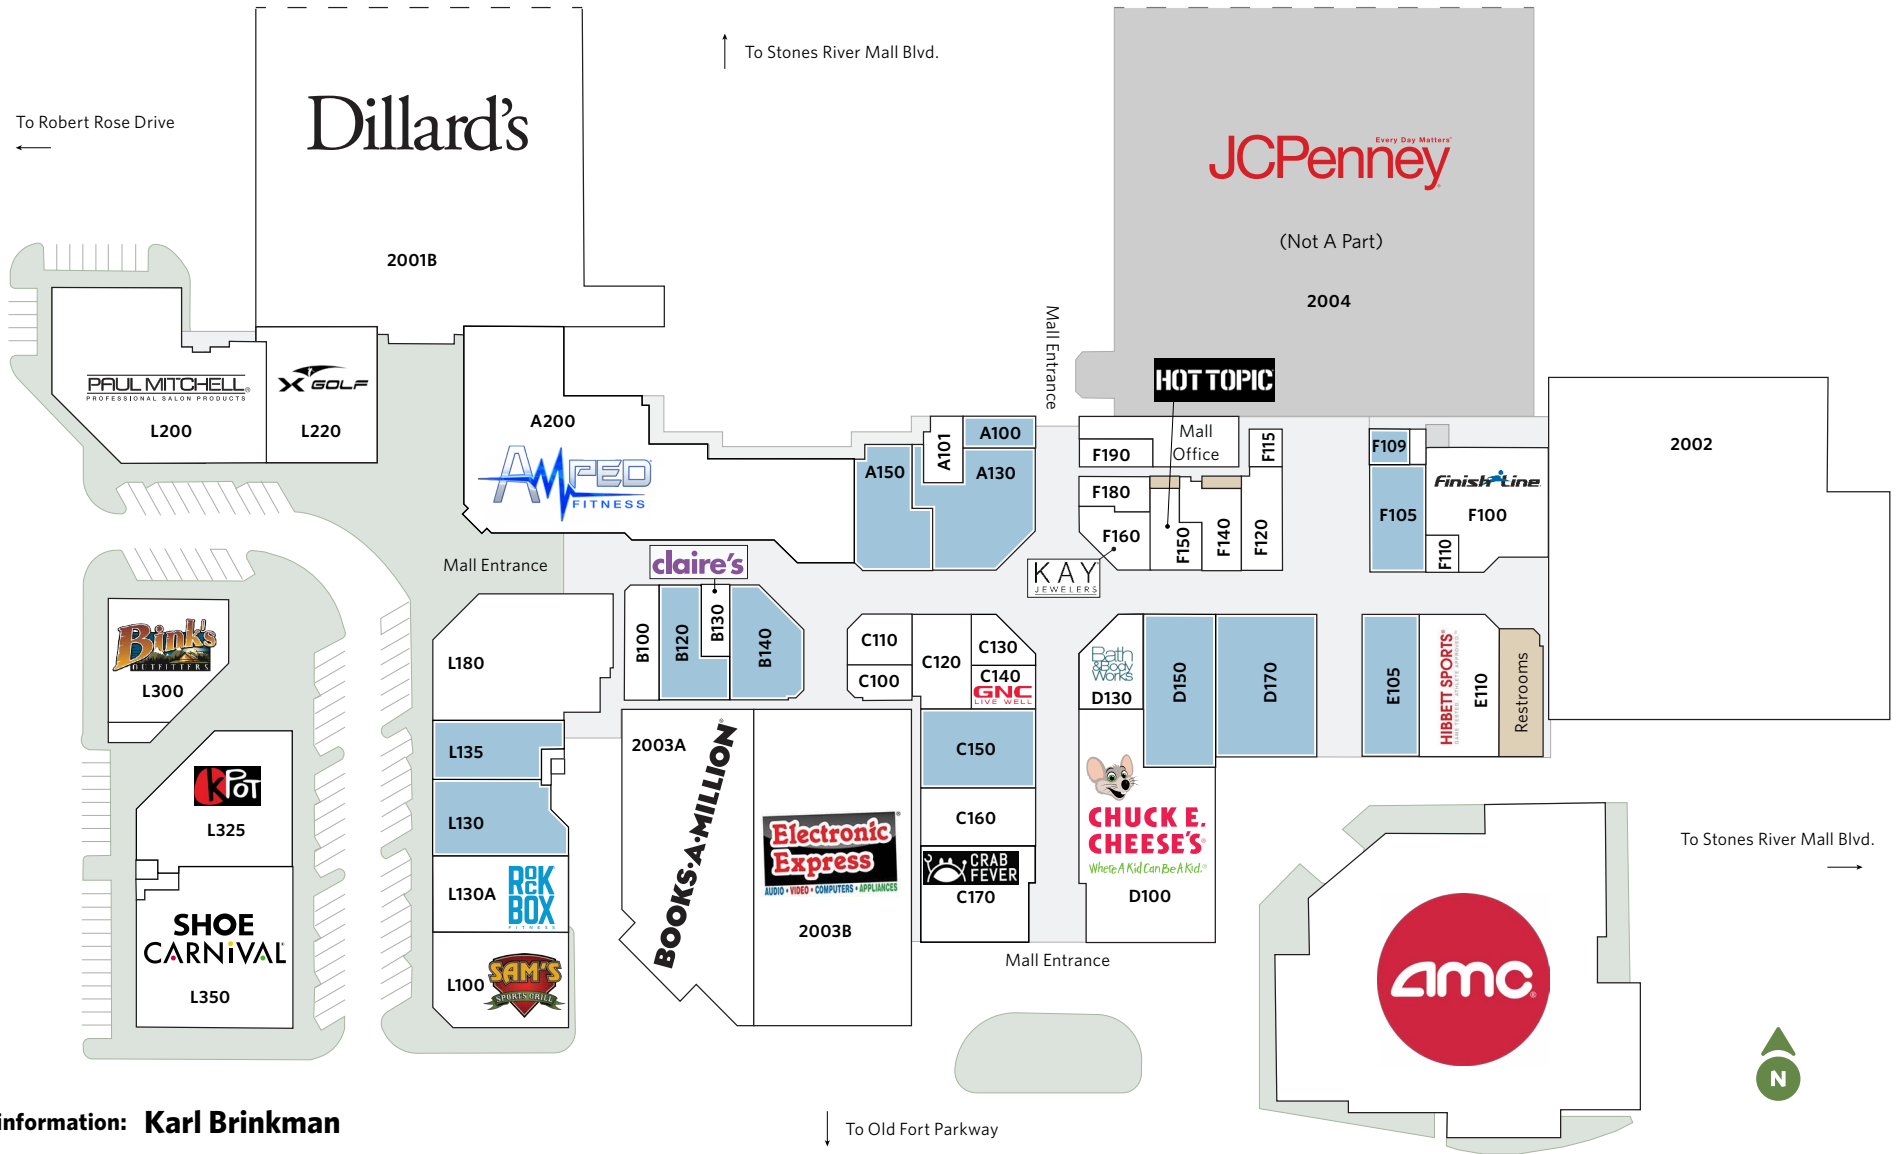 To Stones River Mall Blvd.
To Robert Rose Drive
Dillard's
2001B
Every Day Matters
JCPenney
(Not A Part)
2004
Mall Entrance
HOT TOPIC
PAUL MITCHELL
PROFESSIONAL SALON PRODUCTS
L200
X GOLF
L220
A200
AMPED
FITNESS
A150
A101
A100
A130
F190
Mall
Office
F115
F180
F160
F150
F140
F120
F109
F105
Finish Line
F100
F110
2002
Mall Entrance
claire's
KAY
JEWELERS
B100
B120
B130
B140
C110
C100
C120
C130
C140
GNC
LIVE WELL
Bath
& Body
Works
D130
D150
D170
E105
HIBBETT SPORTS
E110
Restrooms
Bink's
OUTFITTERS
L300
L180
L135
L130
L130A
ROCK
BOX
FITNESS
L100
SAM'S
SPORTS GRILL
KPOT
L325
SHOE
CARNIVAL
L350
2003A
BOOKS·A·MILLION
Electronic
Express
AUDIO • VIDEO • COMPUTERS • APPLIANCES
2003B
C150
C160
CRAB
FEVER
C170
CHUCK E.
CHEESE'S
Where A Kid Can Be A Kid.
D100
Mall Entrance
To Stones River Mall Blvd.
amc
N
information: Karl Brinkman
To Old Fort Parkway